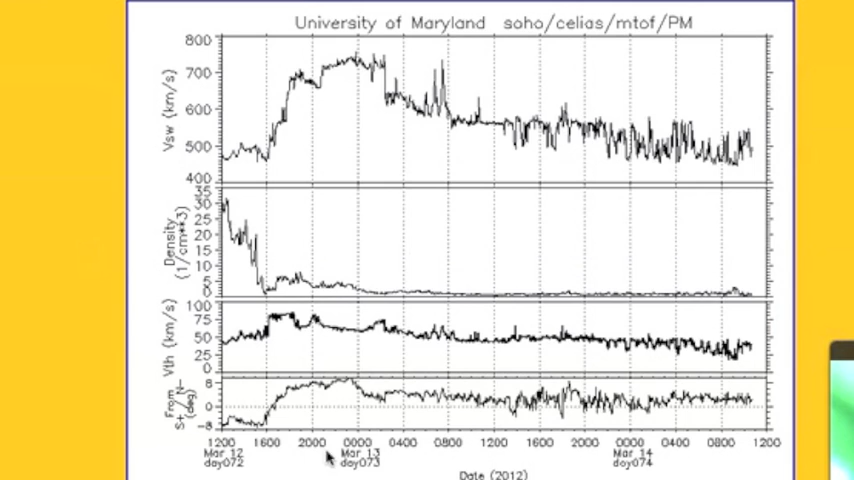 University of Maryland soho/celias/mtof/PM
800
700
600
500
400
Vsw (km/s)
35
30
25
20
15
10
5
0
Density
(1/cm**3)
100
75
50
25
0
Vth (km/s)
8
0
-8
From
S+/N-
(deg)
1200 1600 2000 0000 0400 0800 1200 1600 2000 0000 0400 0800 1200
Mar 12 Mar 13 Mar 14
day072 day073 day074
Date (2012)